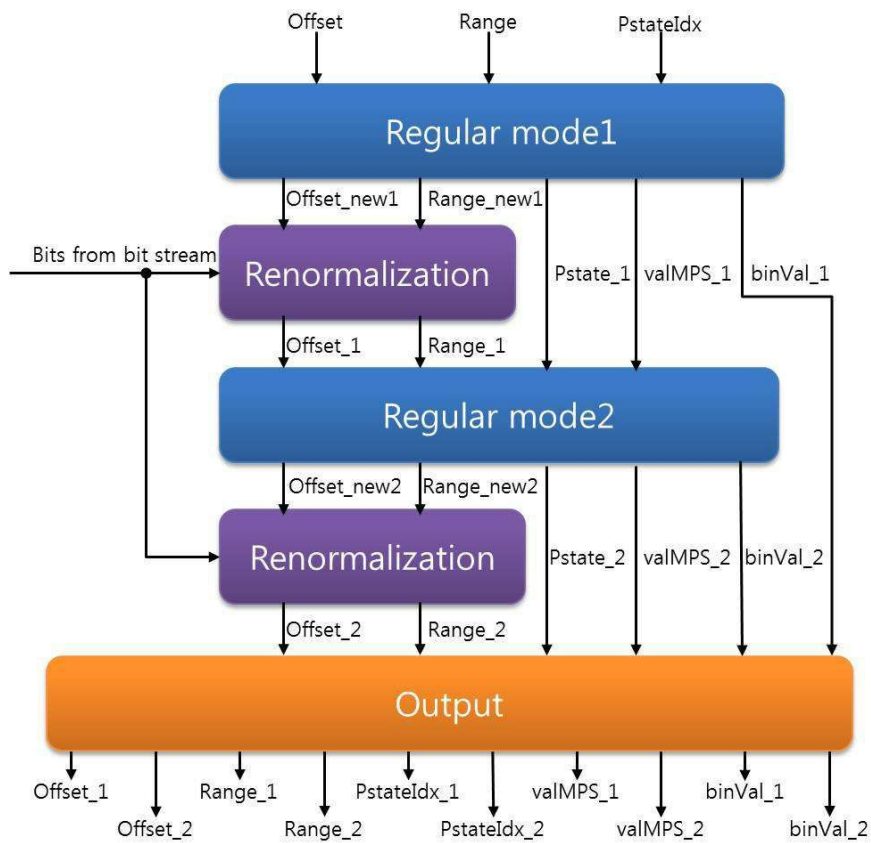 Offset Range PstateIdx
Regular mode1
Offset_new1 Range_new1
Bits from bit stream
Renormalization
Pstate_1 valMPS_1 binVal_1
Offset_1 Range_1
Regular mode2
Offset_new2 Range_new2
Renormalization
Pstate_2 valMPS_2 binVal_2
Offset_2 Range_2
Output
Offset_1 Range_1 PstateIdx_1 valMPS_1 binVal_1
Offset_2 Range_2 PstateIdx_2 valMPS_2 binVal_2